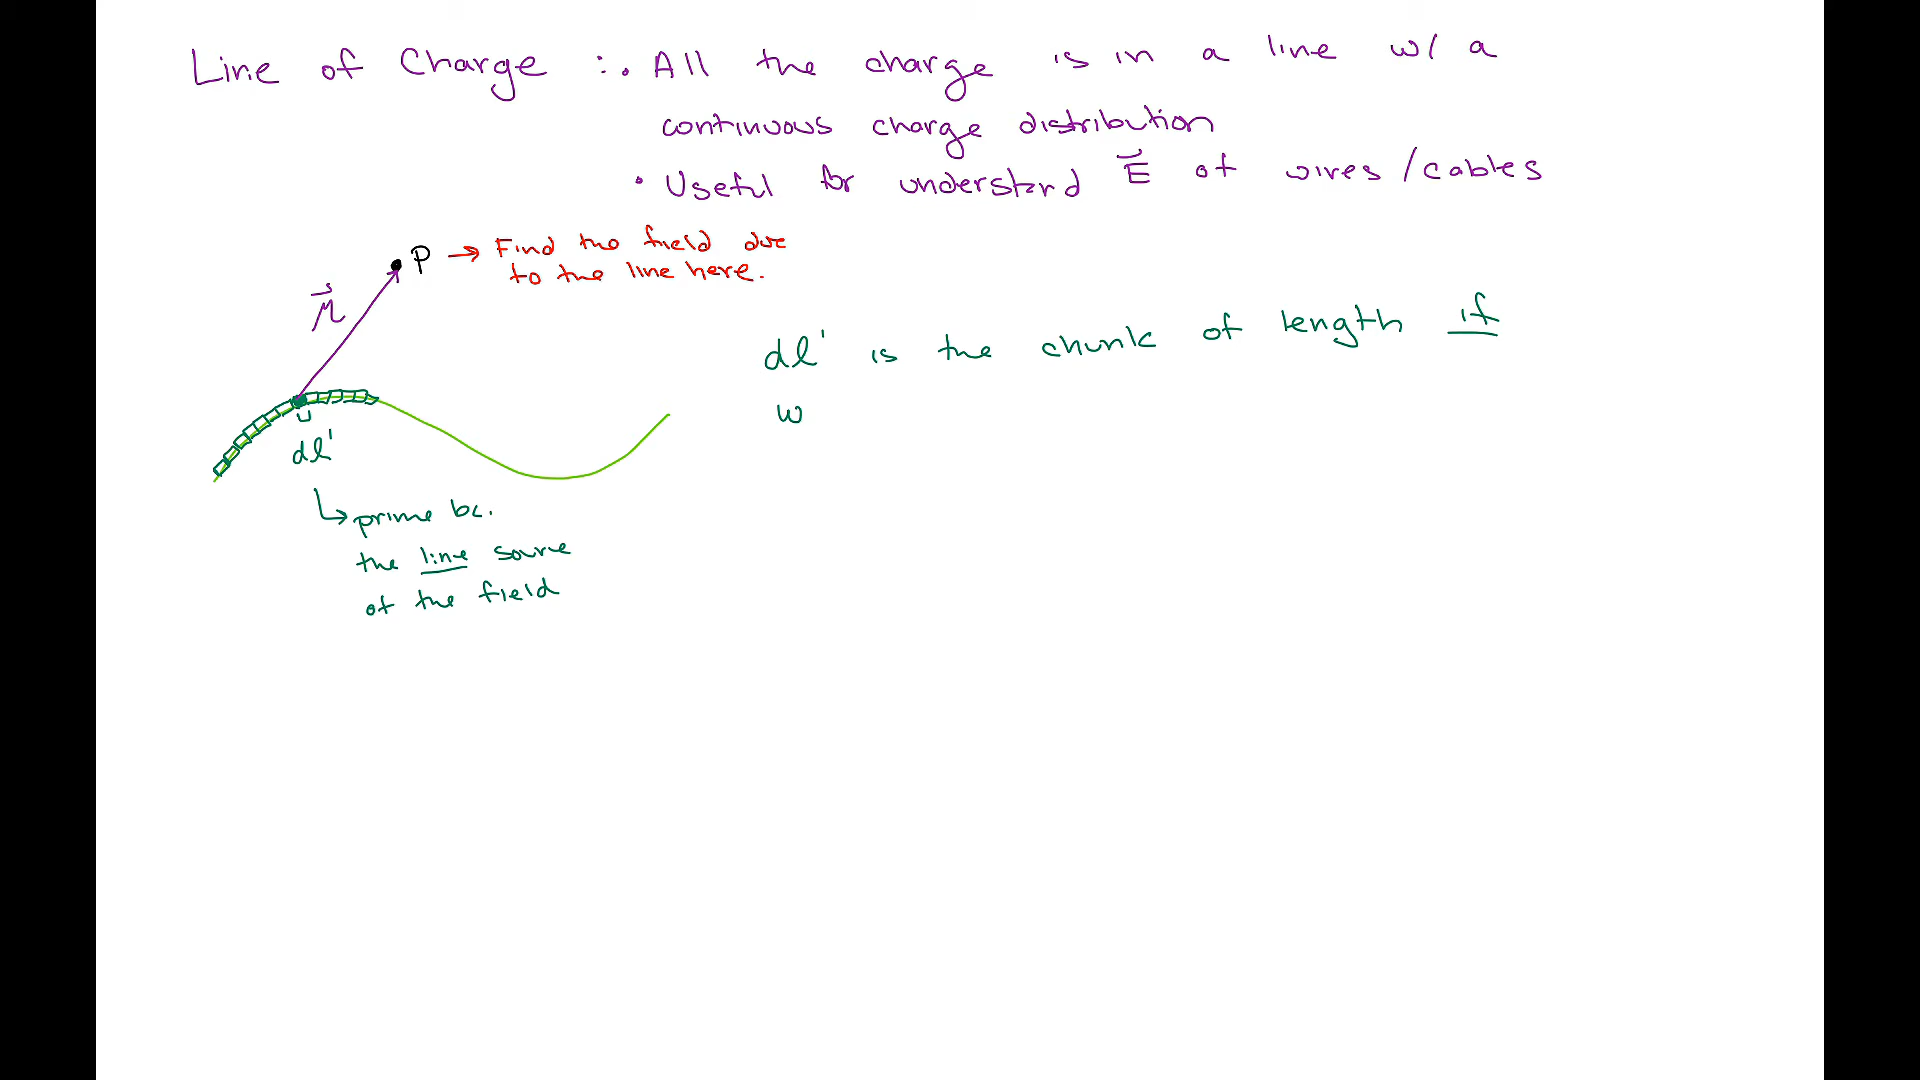 Line of Charge : • All the charge is in a line w/ a
continuous charge distribution
• Useful for understand E⃗ of wires/cables
P → Find the field due
to the line here.
𝓇⃗
dl' is the chunk of length if
w
dl'
↳ prime bc.
the line source
of the field